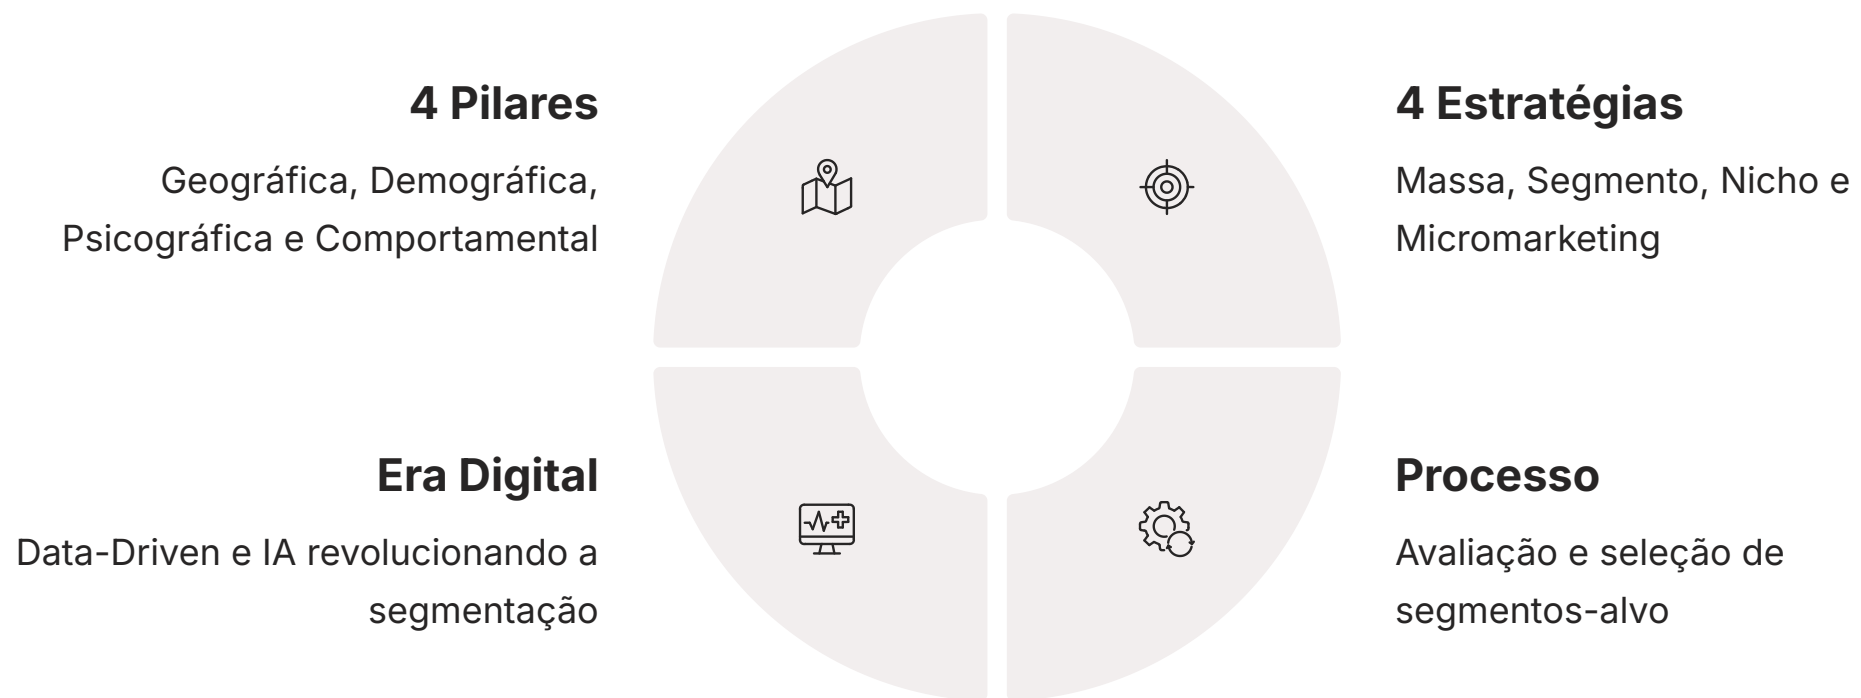 4 Pilares
Geográfica, Demográfica,
Psicográfica e Comportamental
4 Estratégias
Massa, Segmento, Nicho e
Micromarketing
Era Digital
Data-Driven e IA revolucionando a
segmentação
Processo
Avaliação e seleção de
segmentos-alvo